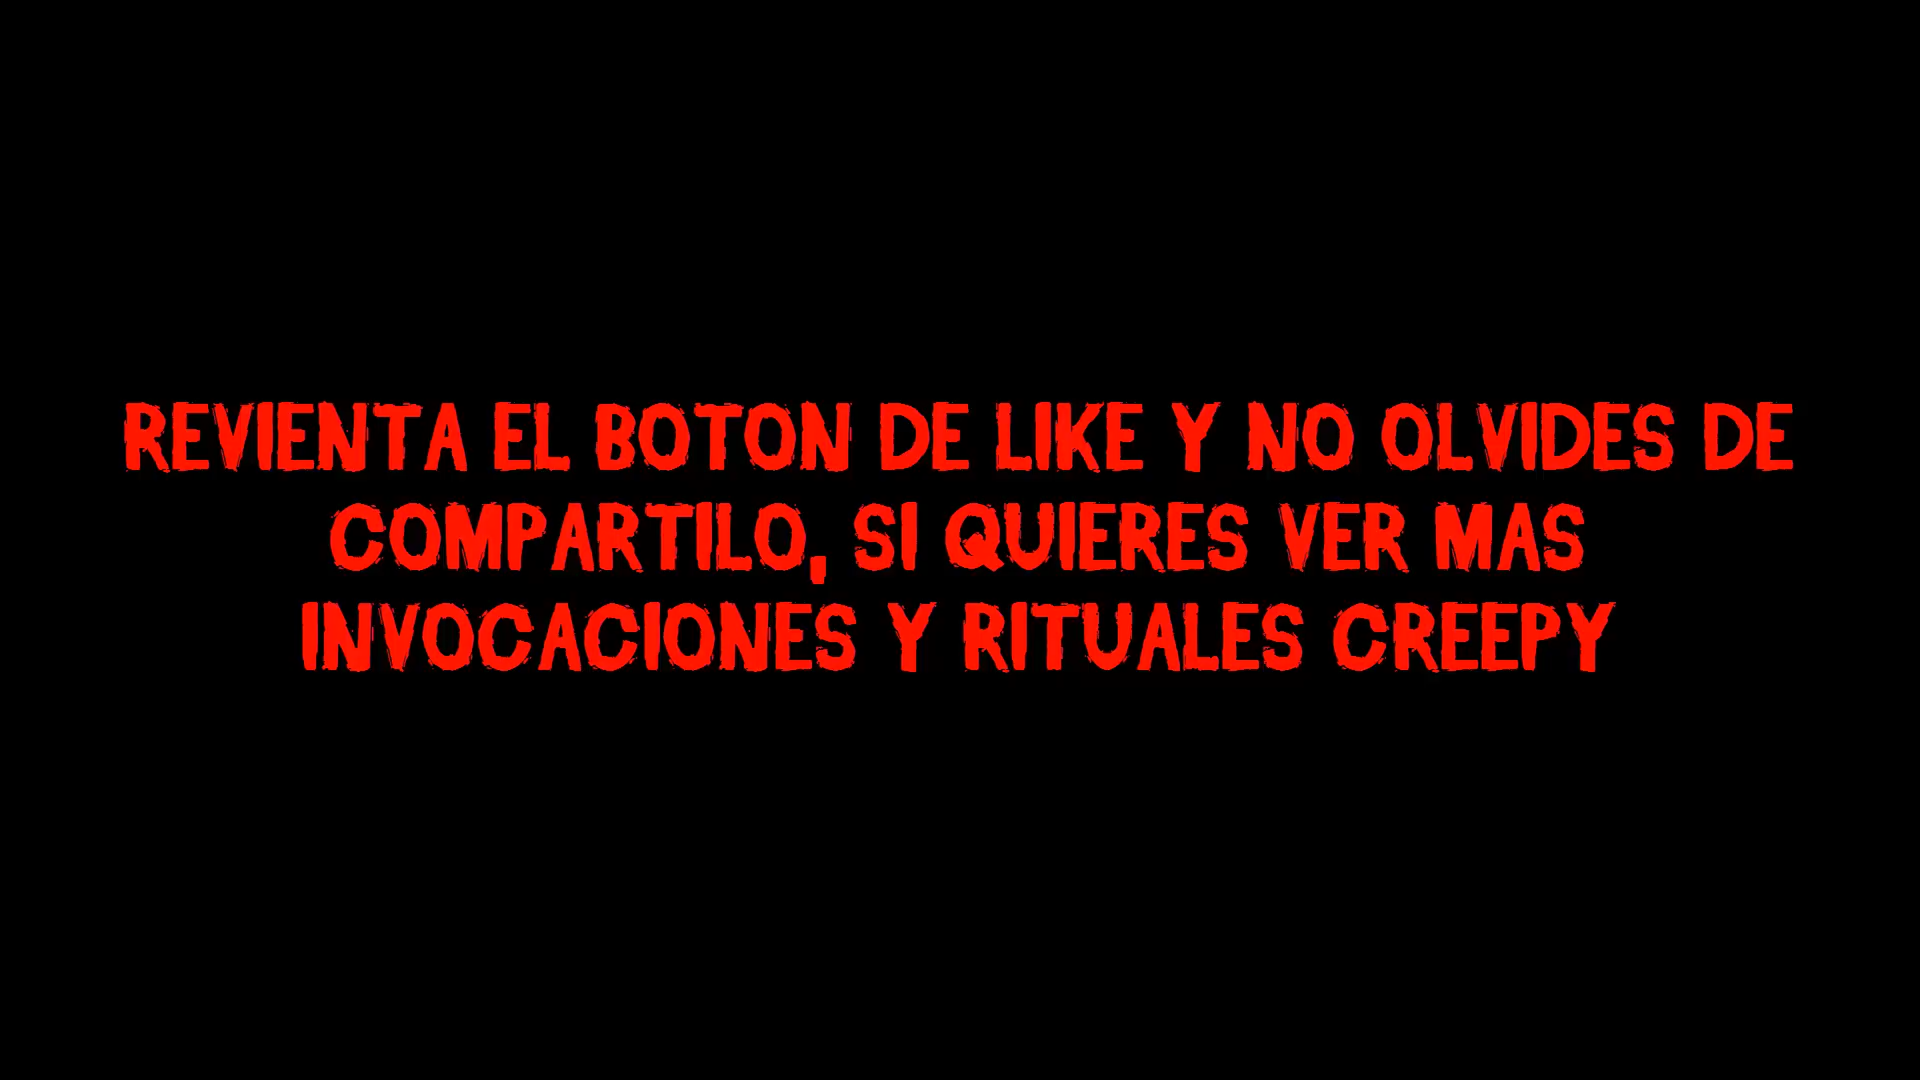 REVIENTA EL BOTON DE LIKE Y NO OLVIDES DE
COMPARTILO, SI QUIERES VER MAS
INVOCACIONES Y RITUALES CREEPY